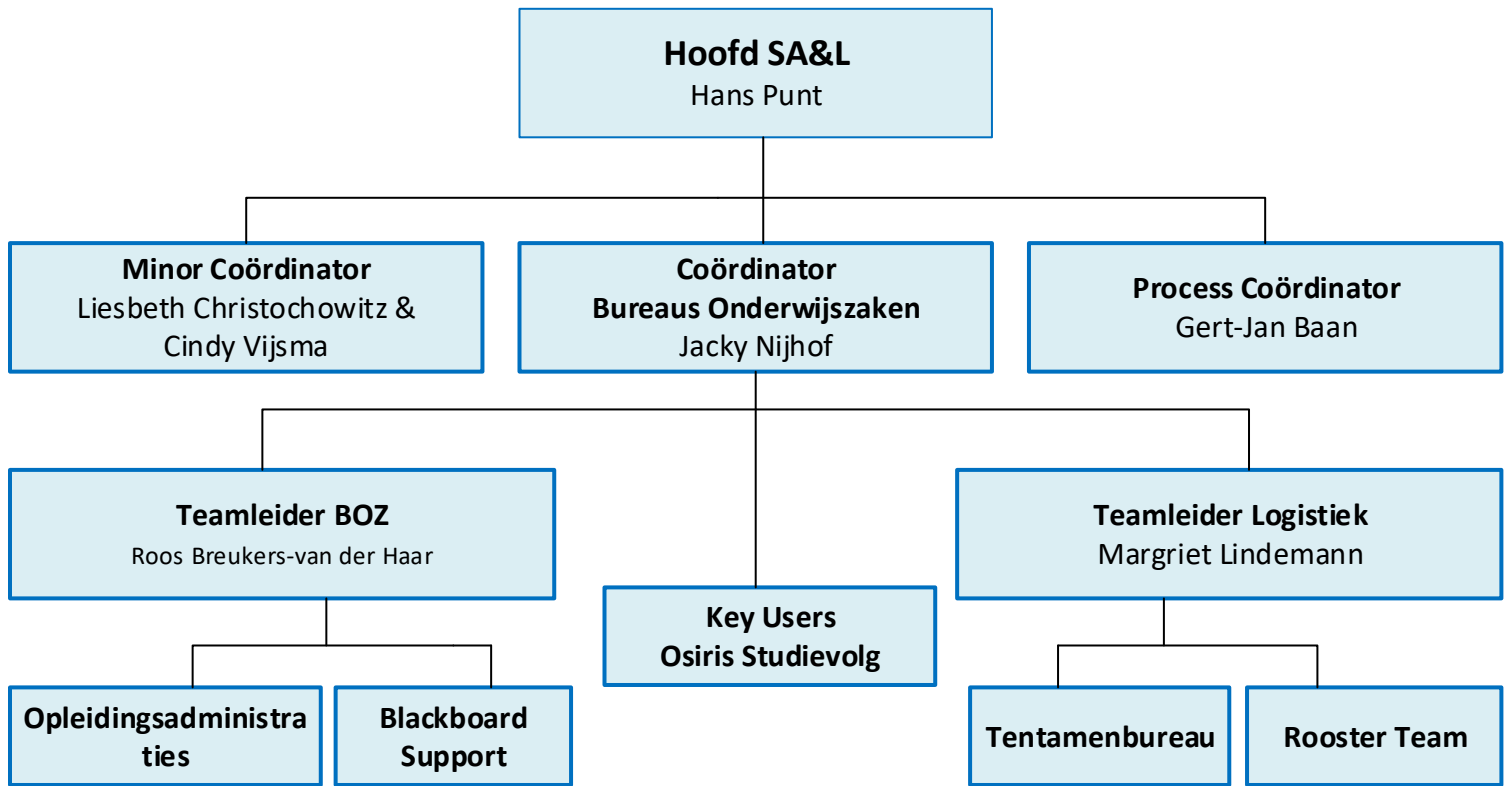 Hoofd SA&L
Hans Punt
Minor Coördinator
Liesbeth Christochowitz &
Cindy Vijsma
Coördinator
Bureaus Onderwijszaken
Jacky Nijhof
Process Coördinator
Gert-Jan Baan
Teamleider BOZ
Roos Breukers-van der Haar
Key Users
Osiris Studievolg
Teamleider Logistiek
Margriet Lindemann
Opleidingsadministra
ties
Blackboard
Support
Tentamenbureau
Rooster Team